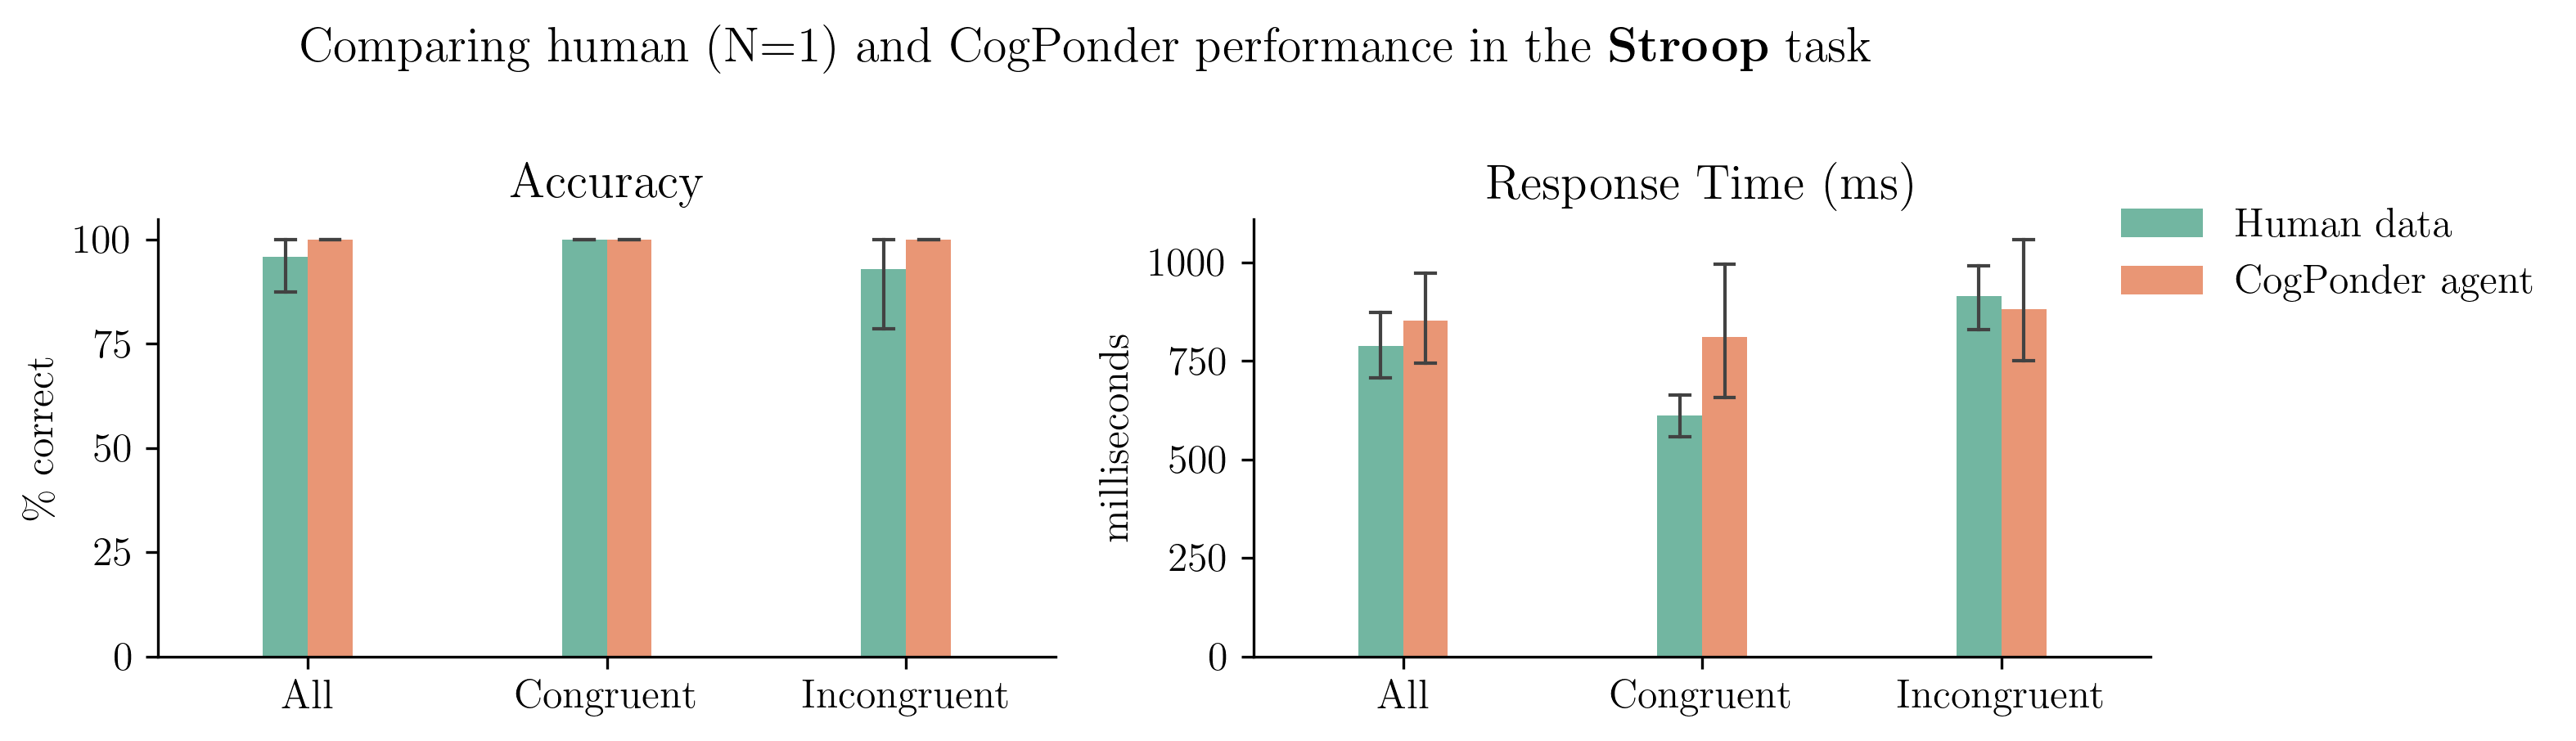 Comparing human (N=1) and CogPonder performance in the Stroop task
Accuracy
% correct
100
75
50
25
0
All
Congruent
Incongruent
Response Time (ms)
milliseconds
1000
750
500
250
0
All
Congruent
Incongruent
Human data
CogPonder agent